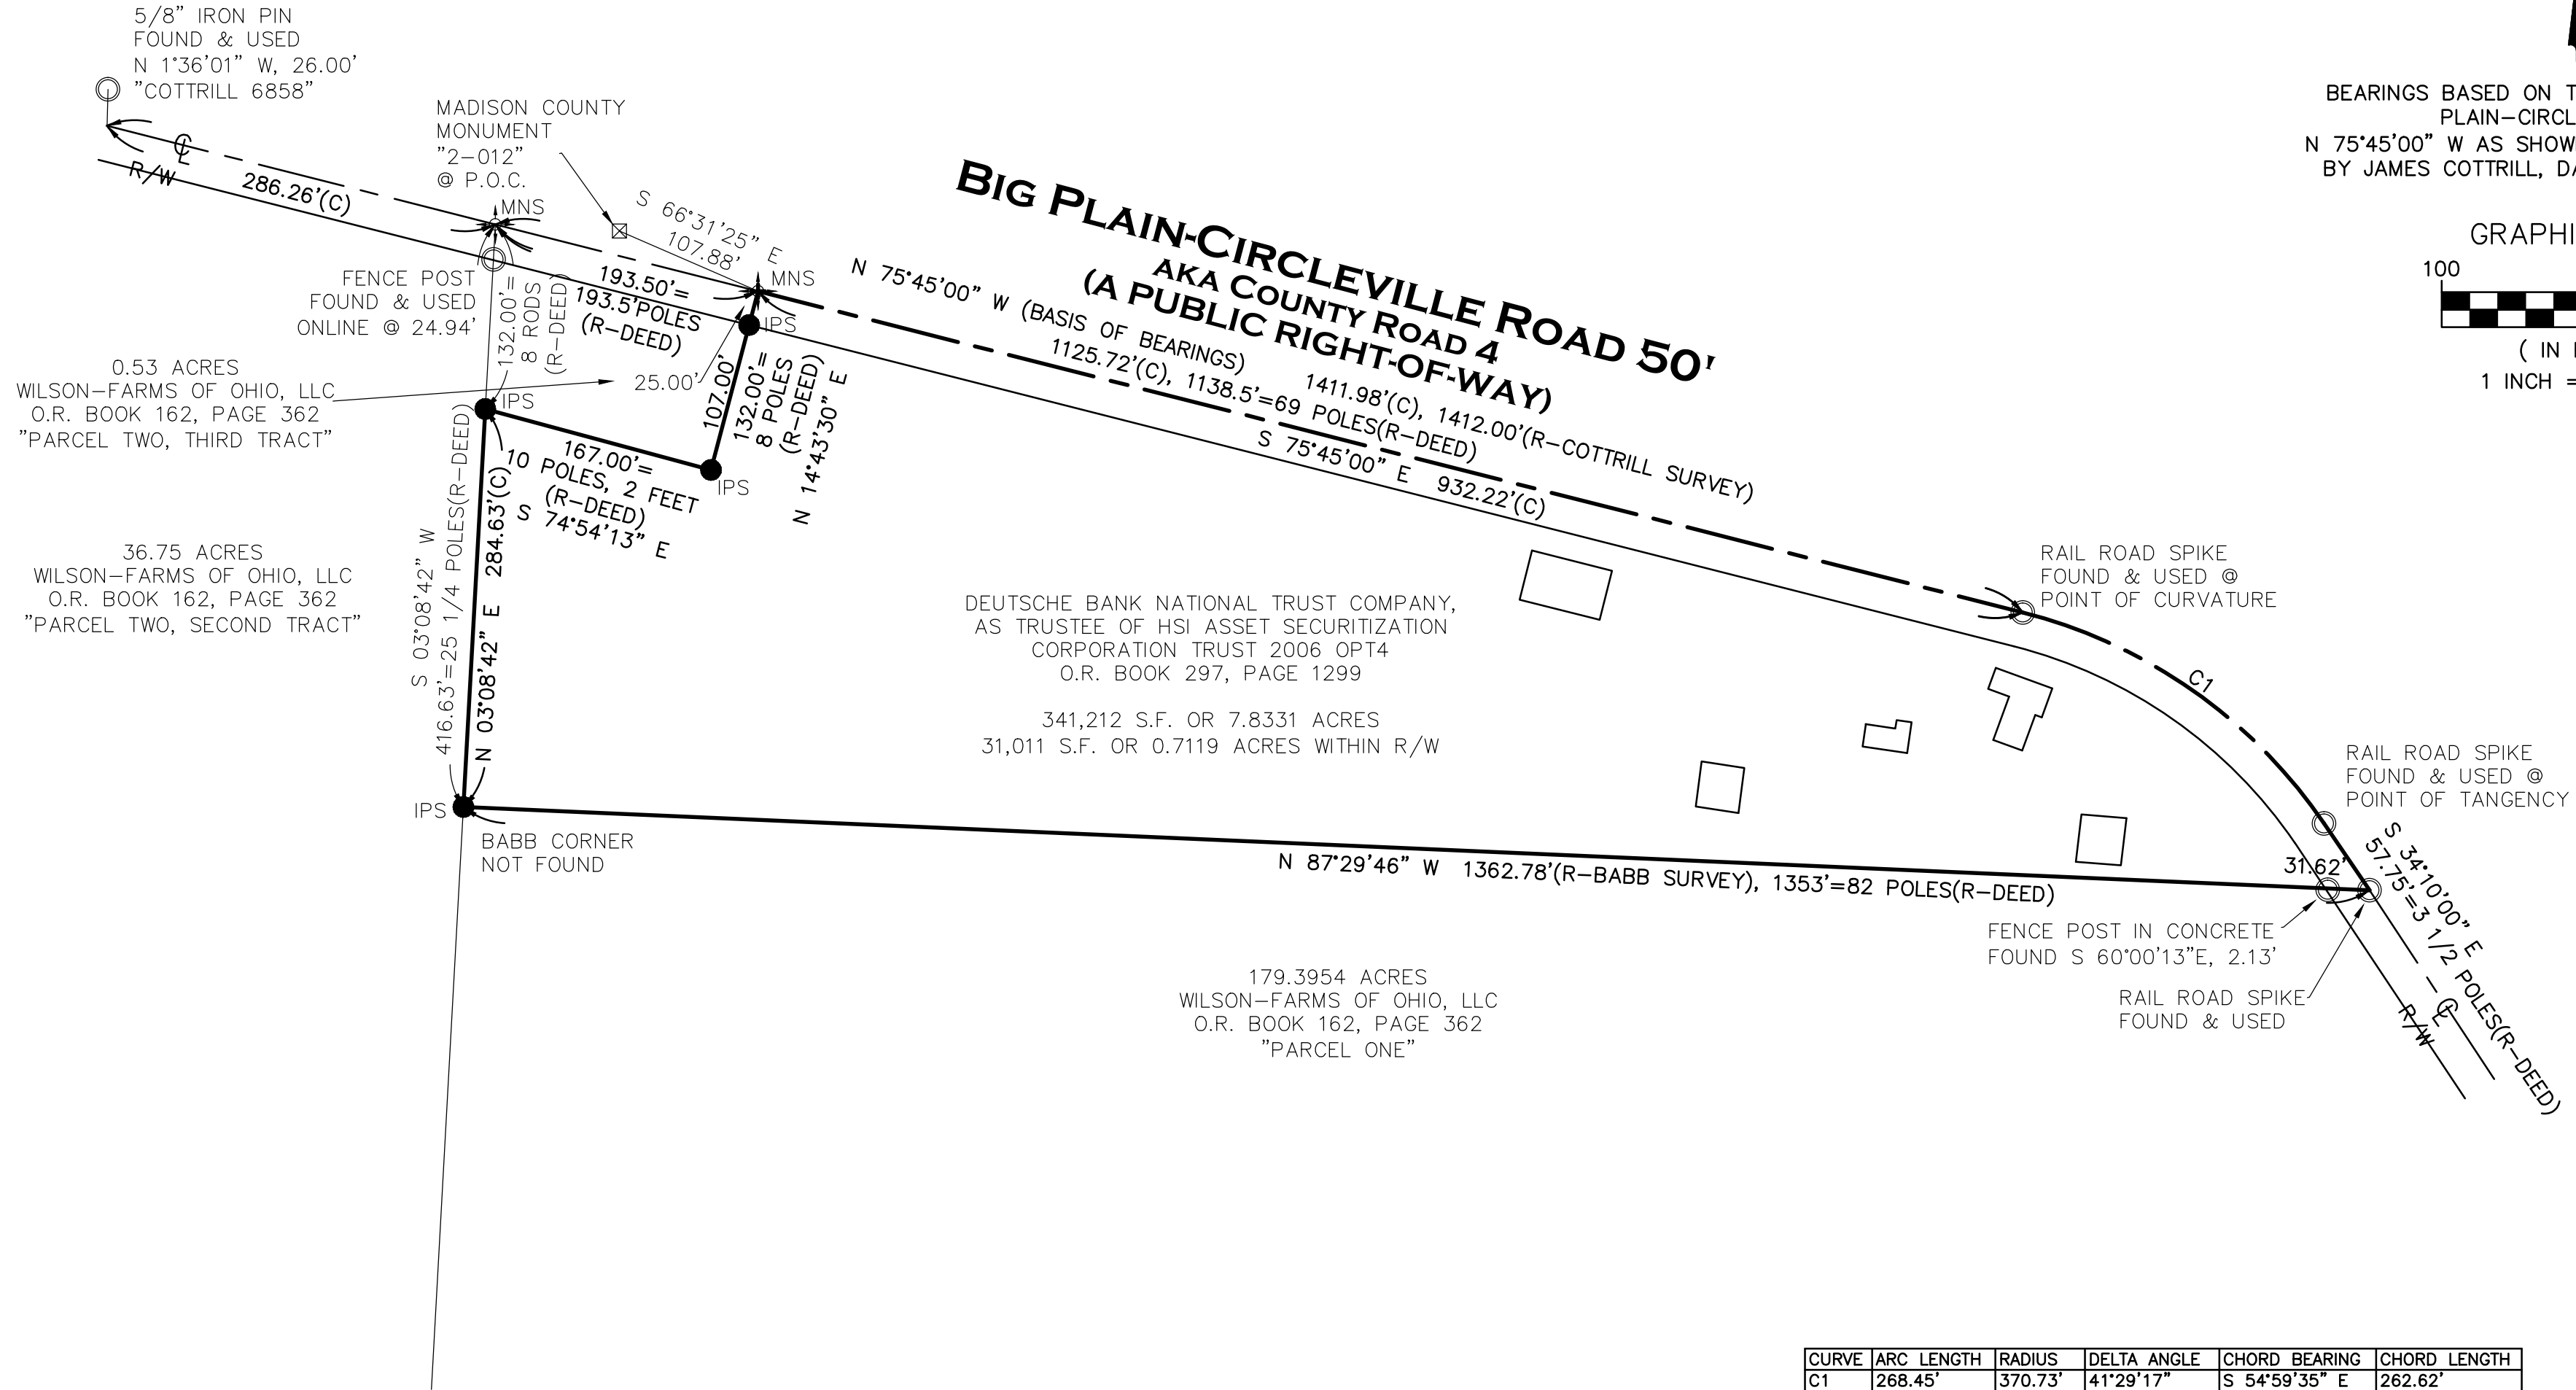 5/8" IRON PIN
FOUND & USED
N 1°36'01" W, 26.00'
"COTTRILL 6858"
MADISON COUNTY
MONUMENT
"2-012"
@ P.O.C.
BEARINGS BASED ON T
PLAIN-CIRCL
N 75°45'00" W AS SHOW
BY JAMES COTTRILL, DA
GRAPHI
100
( IN
1 INCH =
BIG PLAIN-CIRCLEVILLE ROAD 50'
AKA COUNTY ROAD 4
(A PUBLIC RIGHT-OF-WAY)
℄
R/W
286.26'(C)
MNS
S 66°31'25" E
107.88'
MNS
193.50'=
193.5'POLES
(R-DEED)
IPS
FENCE POST
FOUND & USED
ONLINE @ 24.94'
132.00'=
8 RODS
(R-DEED)
25.00'
0.53 ACRES
WILSON-FARMS OF OHIO, LLC
O.R. BOOK 162, PAGE 362
"PARCEL TWO, THIRD TRACT"
107.00'
132.00'=
8 POLES
(R-DEED)
N 14°43'30" E
N 75°45'00" W (BASIS OF BEARINGS)
1411.98'(C), 1412.00'(R-COTTRILL SURVEY)
1125.72'(C), 1138.5'=69 POLES(R-DEED)
S 75°45'00" E 932.22'(C)
IPS
167.00'=
10 POLES, 2 FEET
(R-DEED)
S 74°54'13" E
IPS
S 03°08'42" W
416.63'=25 1/4 POLES(R-DEED)
N 03°08'42" E 284.63'(C)
36.75 ACRES
WILSON-FARMS OF OHIO, LLC
O.R. BOOK 162, PAGE 362
"PARCEL TWO, SECOND TRACT"
DEUTSCHE BANK NATIONAL TRUST COMPANY,
AS TRUSTEE OF HSI ASSET SECURITIZATION
CORPORATION TRUST 2006 OPT4
O.R. BOOK 297, PAGE 1299
341,212 S.F. OR 7.8331 ACRES
31,011 S.F. OR 0.7119 ACRES WITHIN R/W
RAIL ROAD SPIKE
FOUND & USED @
POINT OF CURVATURE
C1
RAIL ROAD SPIKE
FOUND & USED @
POINT OF TANGENCY
IPS
BABB CORNER
NOT FOUND
N 87°29'46" W 1362.78'(R-BABB SURVEY), 1353'=82 POLES(R-DEED)
31.62'
S 34°10'00" E
57.75'=3 1/2 POLES(R-DEED)
FENCE POST IN CONCRETE
FOUND S 60°00'13"E, 2.13'
RAIL ROAD SPIKE
FOUND & USED
℄
R/W
179.3954 ACRES
WILSON-FARMS OF OHIO, LLC
O.R. BOOK 162, PAGE 362
"PARCEL ONE"
CURVE ARC LENGTH RADIUS DELTA ANGLE CHORD BEARING CHORD LENGTH
C1 268.45' 370.73' 41°29'17" S 54°59'35" E 262.62'